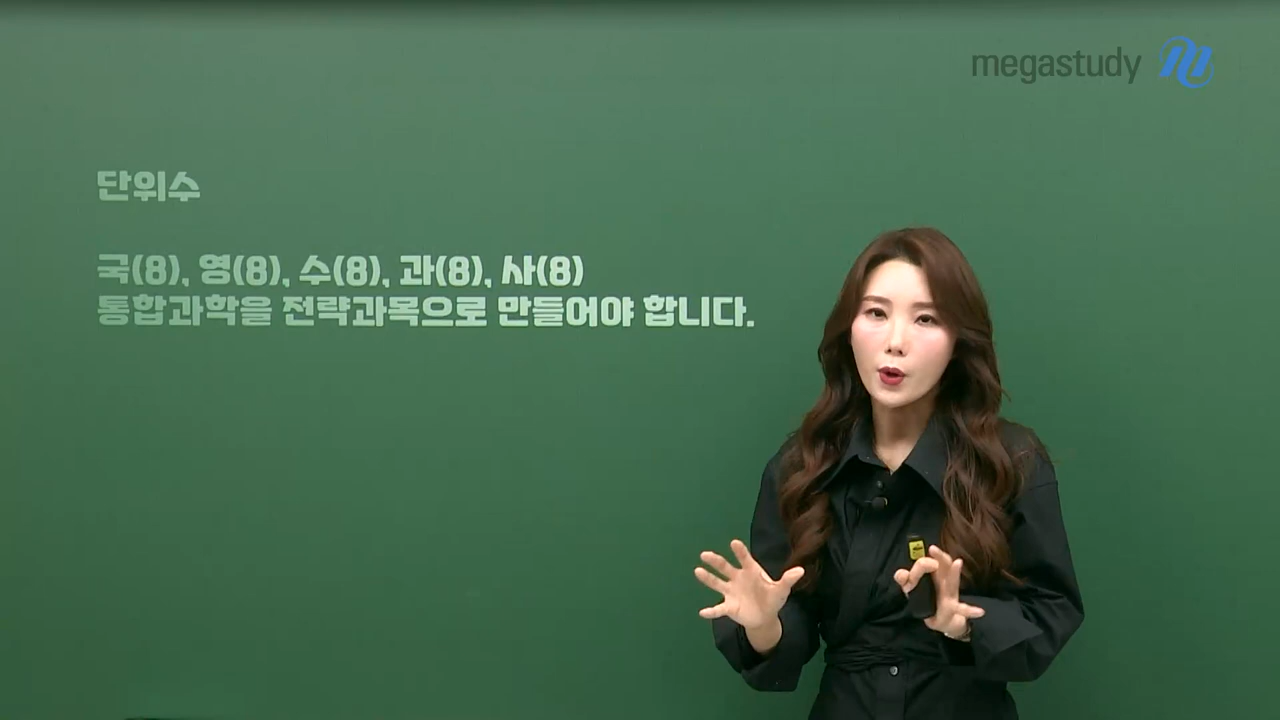 megastudy
단위수
국(8), 영(8), 수(8), 과(8), 사(8)
통합과학을 전략과목으로 만들어야 합니다.